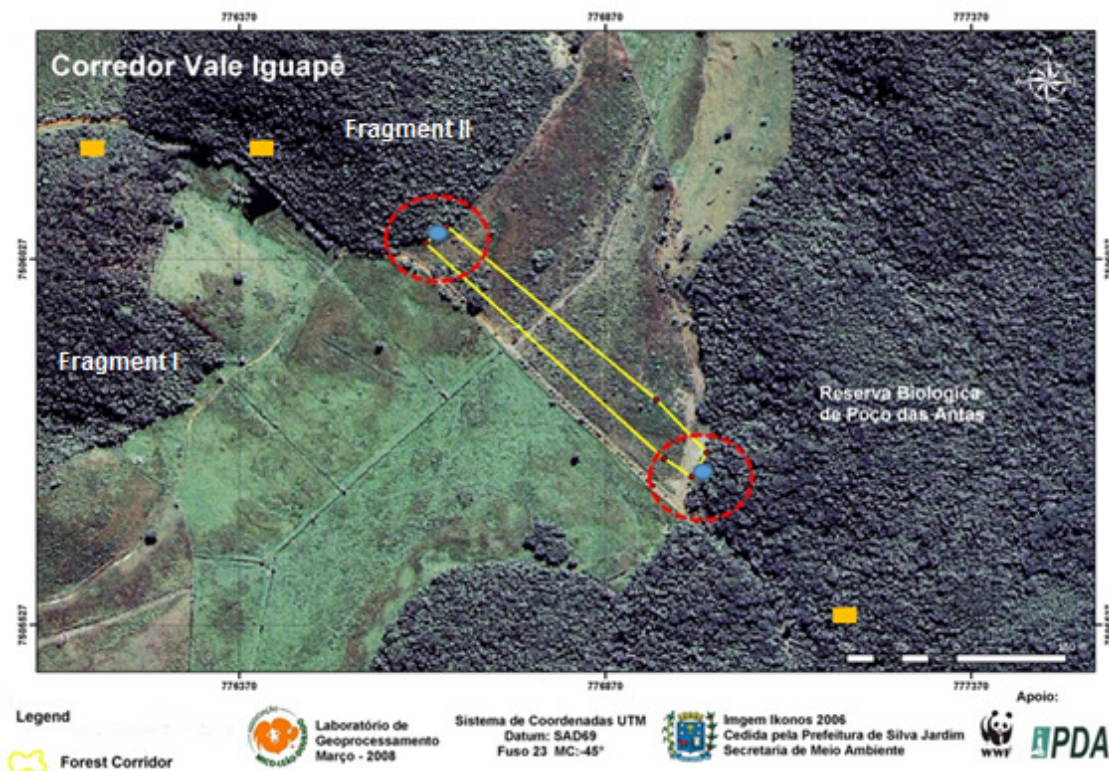 776370
776870
777370
Corredor Vale Iguapê
Fragment II
7506027
Fragment I
Reserva Biologica
de Poço das Antas
7505527
776370
776870
777370
Legend
Forest Corridor
Laboratório de
Geoprocessamento
Março - 2008
Sistema de Coordenadas UTM
Datum: SAD69
Fuso 23 MC:-45°
Imgem Ikonos 2006
Cedida pela Prefeitura de Silva Jardim
Secretaria de Meio Ambiente
Apoio:
WWF
PDA